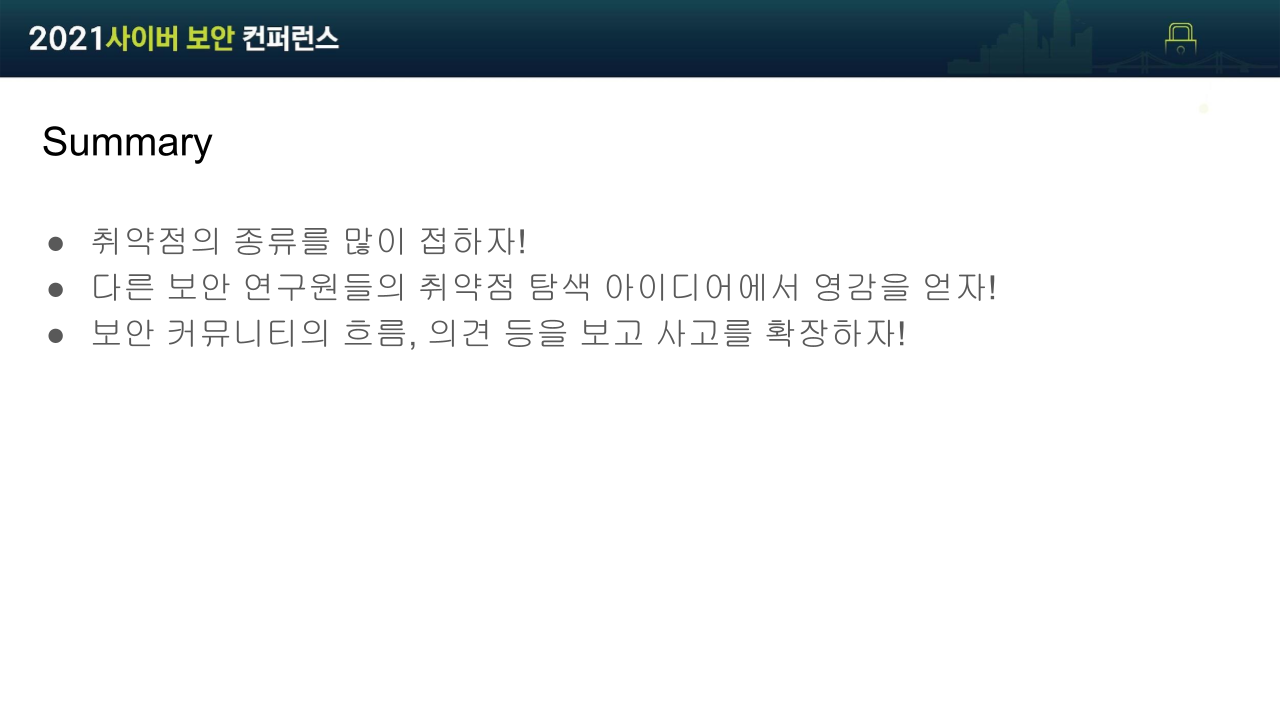 2021사이버 보안 컨퍼런스
Summary
● 취약점의 종류를 많이 접하자!
● 다른 보안 연구원들의 취약점 탐색 아이디어에서 영감을 얻자!
● 보안 커뮤니티의 흐름, 의견 등을 보고 사고를 확장하자!